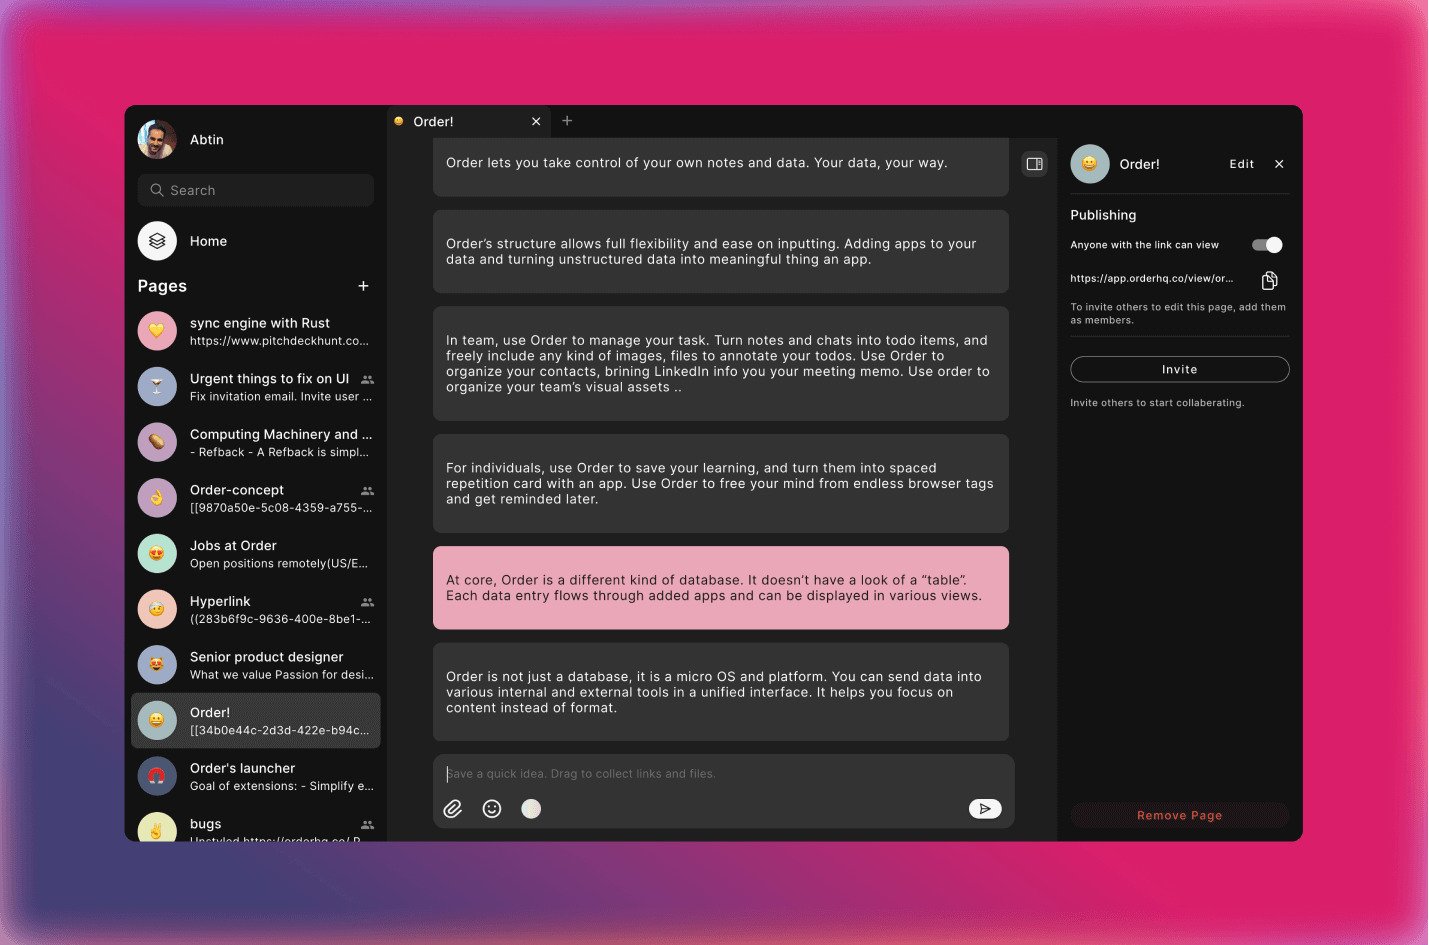 Abtin
Search
Home
Pages
sync engine with Rust
https://www.pitchdeckhunt.co...
Urgent things to fix on UI
Fix invitation email. Invite user ...
Computing Machinery and ...
- Refback - A Refback is simpl...
Order-concept
[[9870a50e-5c08-4359-a755-...
Jobs at Order
Open positions remotely(US/E...
Hyperlink
((283b6f9c-9636-400e-8be1-...
Senior product designer
What we value Passion for desi...
Order!
[[34b0e44c-2d3d-422e-b94c...
Order's launcher
Goal of extensions: - Simplify e...
bugs
Unstyled https://orderhq.co/
Order!
Order lets you take control of your own notes and data. Your data, your way.
Order’s structure allows full flexibility and ease on inputting. Adding apps to your
data and turning unstructured data into meaningful thing an app.
In team, use Order to manage your task. Turn notes and chats into todo items, and
freely include any kind of images, files to annotate your todos. Use Order to
organize your contacts, brining LinkedIn info you your meeting memo. Use order to
organize your team’s visual assets ..
For individuals, use Order to save your learning, and turn them into spaced
repetition card with an app. Use Order to free your mind from endless browser tags
and get reminded later.
At core, Order is a different kind of database. It doesn’t have a look of a “table”.
Each data entry flows through added apps and can be displayed in various views.
Order is not just a database, it is a micro OS and platform. You can send data into
various internal and external tools in a unified interface. It helps you focus on
content instead of format.
Save a quick idea. Drag to collect links and files.
Order!
Edit
Publishing
Anyone with the link can view
https://app.orderhq.co/view/or...
To invite others to edit this page, add them
as members.
Invite
Invite others to start collaberating.
Remove Page